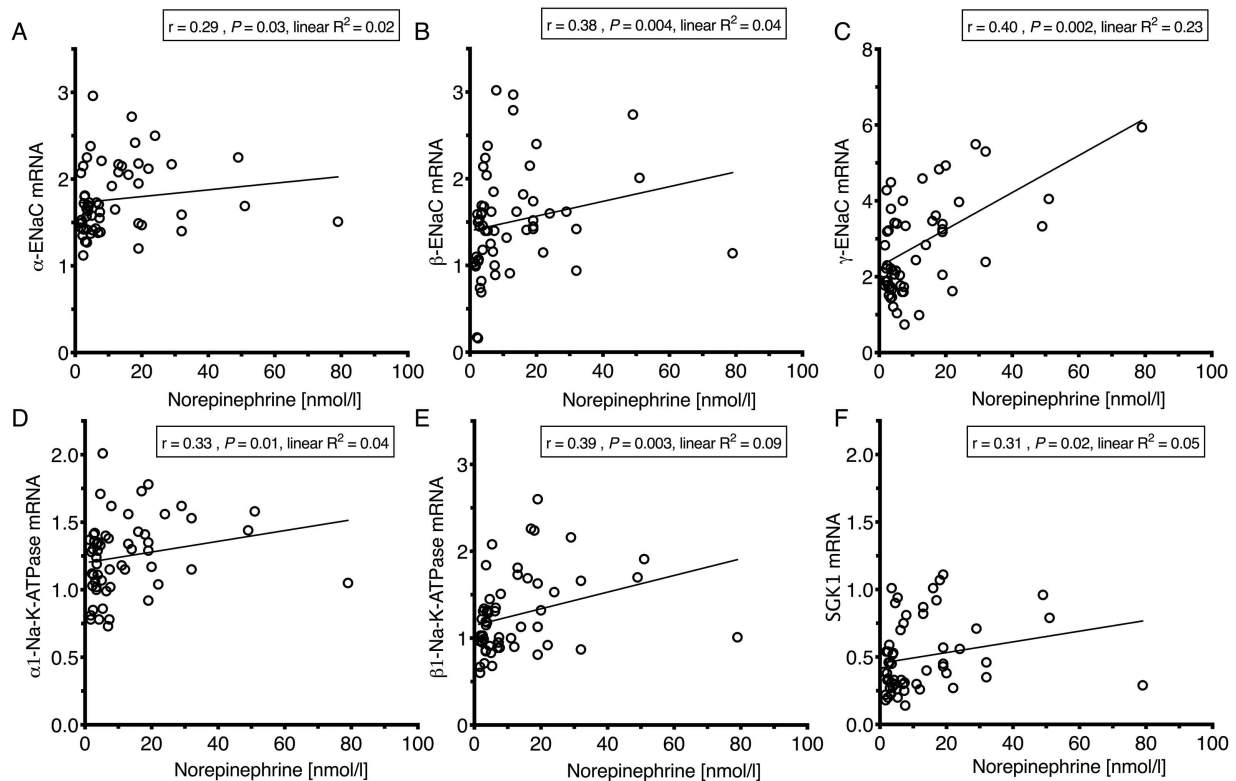 A
r = 0.29 , P = 0.03, linear R² = 0.02
α-ENaC mRNA
3
2
1
0
0 20 40 60 80 100
Norepinephrine [nmol/l]
B
r = 0.38 , P = 0.004, linear R² = 0.04
β-ENaC mRNA
3
2
1
0
0 20 40 60 80 100
Norepinephrine [nmol/l]
C
r = 0.40 , P = 0.002, linear R² = 0.23
γ-ENaC mRNA
8
6
4
2
0
0 20 40 60 80 100
Norepinephrine [nmol/l]
D
r = 0.33 , P = 0.01, linear R² = 0.04
α1-Na-K-ATPase mRNA
2.0
1.5
1.0
0.5
0.0
0 20 40 60 80 100
Norepinephrine [nmol/l]
E
r = 0.39 , P = 0.003, linear R² = 0.09
β1-Na-K-ATPase mRNA
3
2
1
0
0 20 40 60 80 100
Norepinephrine [nmol/l]
F
r = 0.31 , P = 0.02, linear R² = 0.05
SGK1 mRNA
2.0
1.5
1.0
0.5
0.0
0 20 40 60 80 100
Norepinephrine [nmol/l]